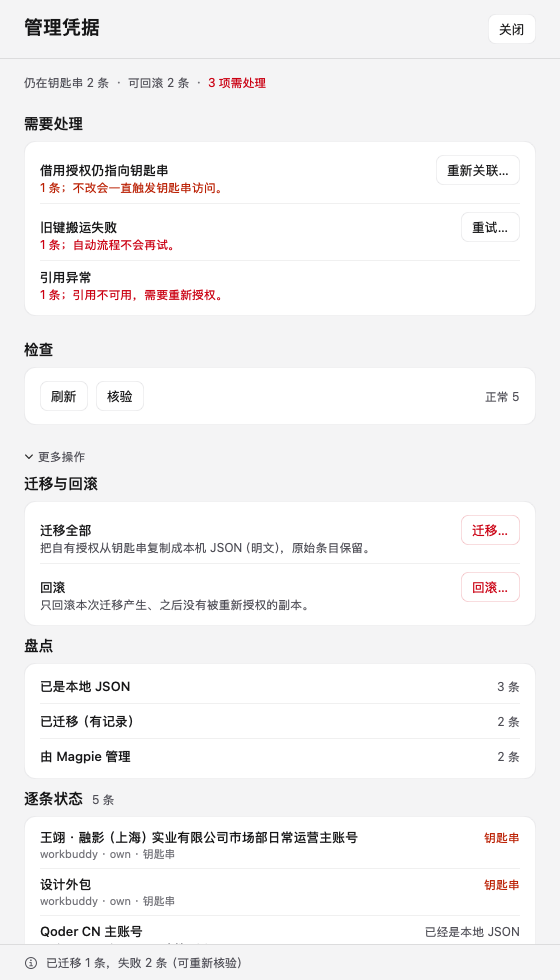 管理凭据
关闭
仍在钥匙串 2 条 · 可回滚 2 条 · 3 项需处理
需要处理
借用授权仍指向钥匙串
重新关联...
1 条；不改会一直触发钥匙串访问。
旧键搬运失败
重试...
1 条；自动流程不会再试。
引用异常
1 条；引用不可用，需要重新授权。
检查
刷新 核验 正常 5
更多操作
迁移与回滚
迁移全部
迁移...
把自有授权从钥匙串复制成本机 JSON (明文)，原始条目保留。
回滚
回滚...
只回滚本次迁移产生、之后没有被重新授权的副本。
盘点
已是本地 JSON 3 条
已迁移 (有记录) 2 条
由 Magpie 管理 2 条
逐条状态 5 条
王翊 · 融影 (上海) 实业有限公司市场部日常运营主账号 钥匙串
workbuddy · own · 钥匙串
设计外包 钥匙串
workbuddy · own · 钥匙串
Qoder CN 主账号 已经是本地 JSON
已迁移 1 条，失败 2 条 (可重新核验)